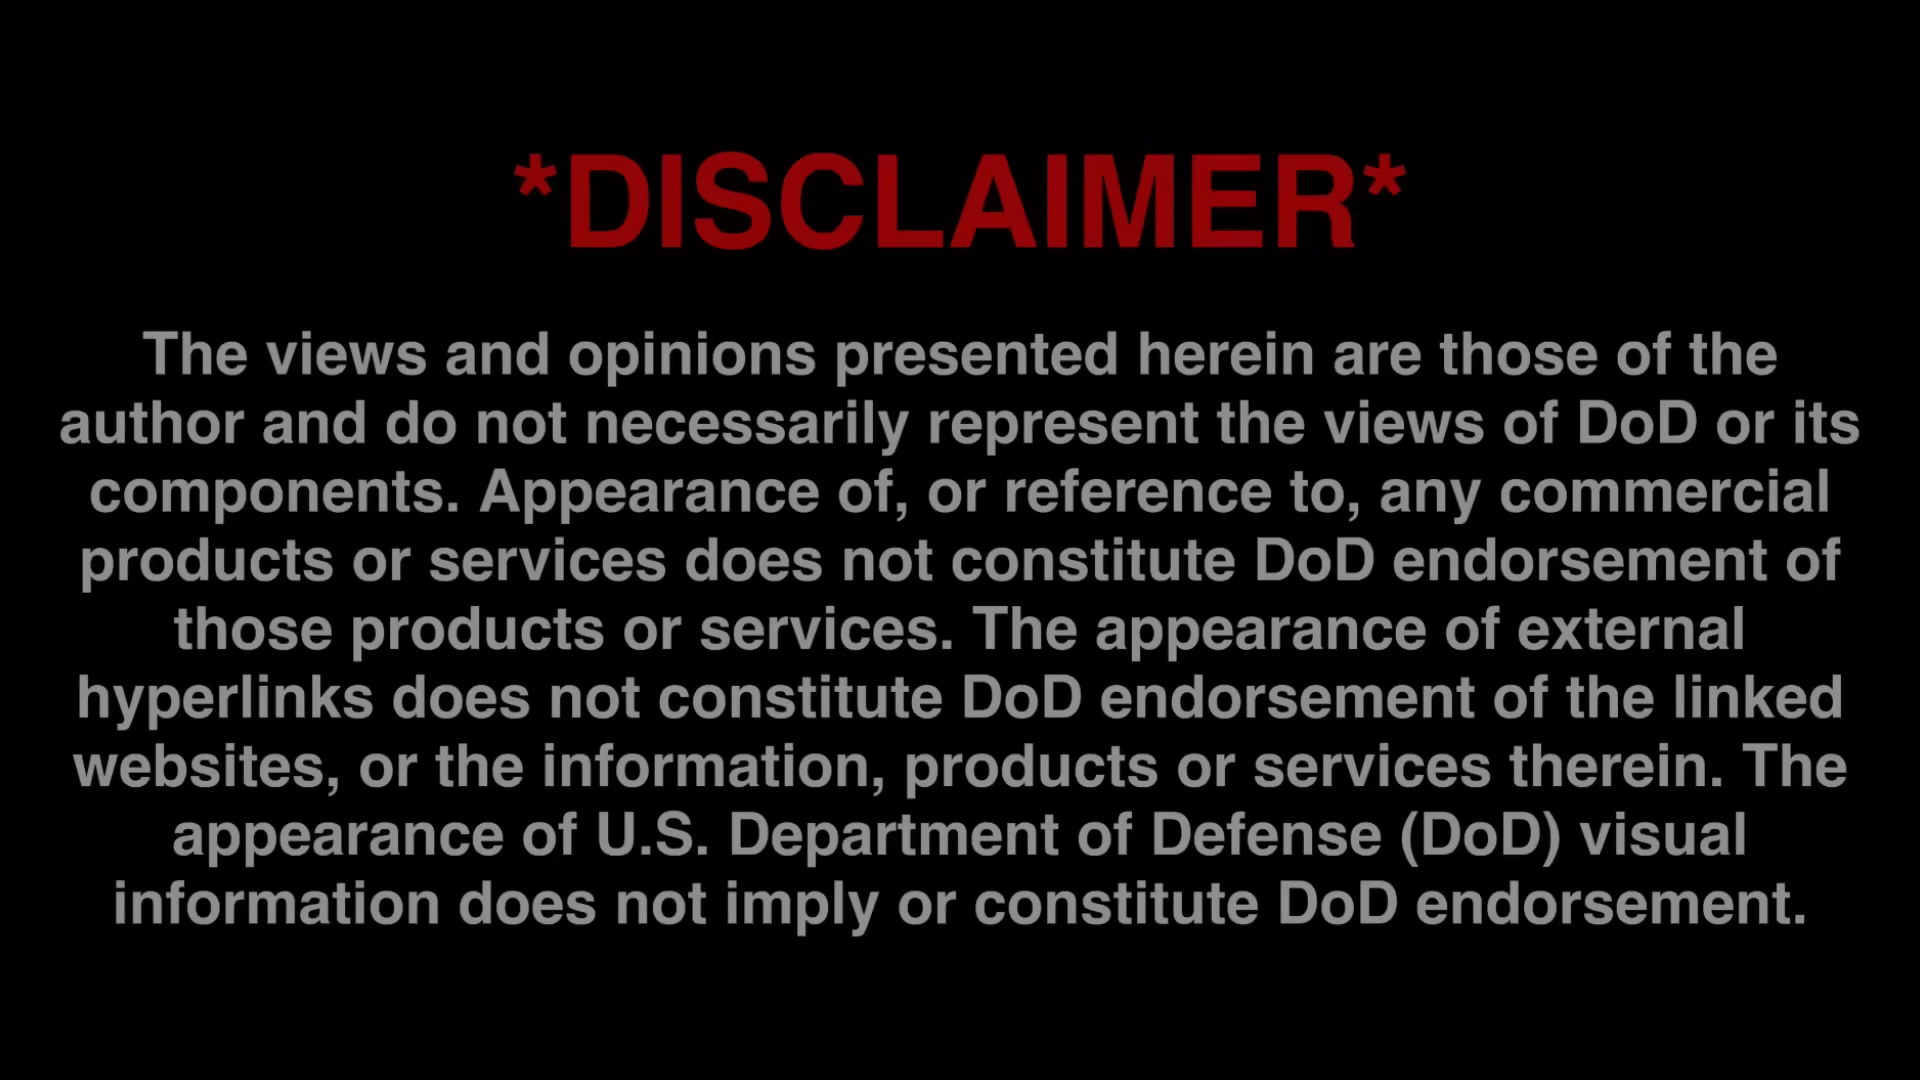 *DISCLAIMER*
The views and opinions presented herein are those of the
author and do not necessarily represent the views of DoD or its
components. Appearance of, or reference to, any commercial
products or services does not constitute DoD endorsement of
those products or services. The appearance of external
hyperlinks does not constitute DoD endorsement of the linked
websites, or the information, products or services therein. The
appearance of U.S. Department of Defense (DoD) visual
information does not imply or constitute DoD endorsement.